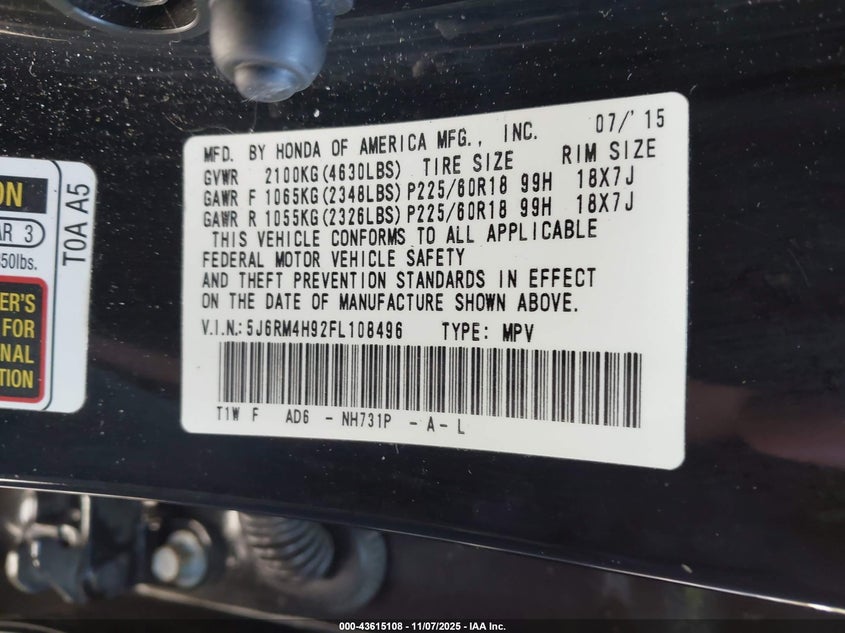 ON
AR 3
50lbs.
ER'S
FOR
NAL
TION
T0A A5
MFD. BY HONDA OF AMERICA MFG., INC. 07/'15
GVWR 2100KG(4630LBS) TIRE SIZE RIM SIZE
GAWR F 1065KG(2348LBS) P225/60R18 99H 18X7J
GAWR R 1055KG(2326LBS) P225/60R18 99H 18X7J
THIS VEHICLE CONFORMS TO ALL APPLICABLE
FEDERAL MOTOR VEHICLE SAFETY
AND THEFT PREVENTION STANDARDS IN EFFECT
ON THE DATE OF MANUFACTURE SHOWN ABOVE.
V.I.N.: 5J6RM4H92FL108496 TYPE: MPV
T1W F AD6 - NH731P - A - L
000-43615108 - 11/07/2025 - IAA Inc.